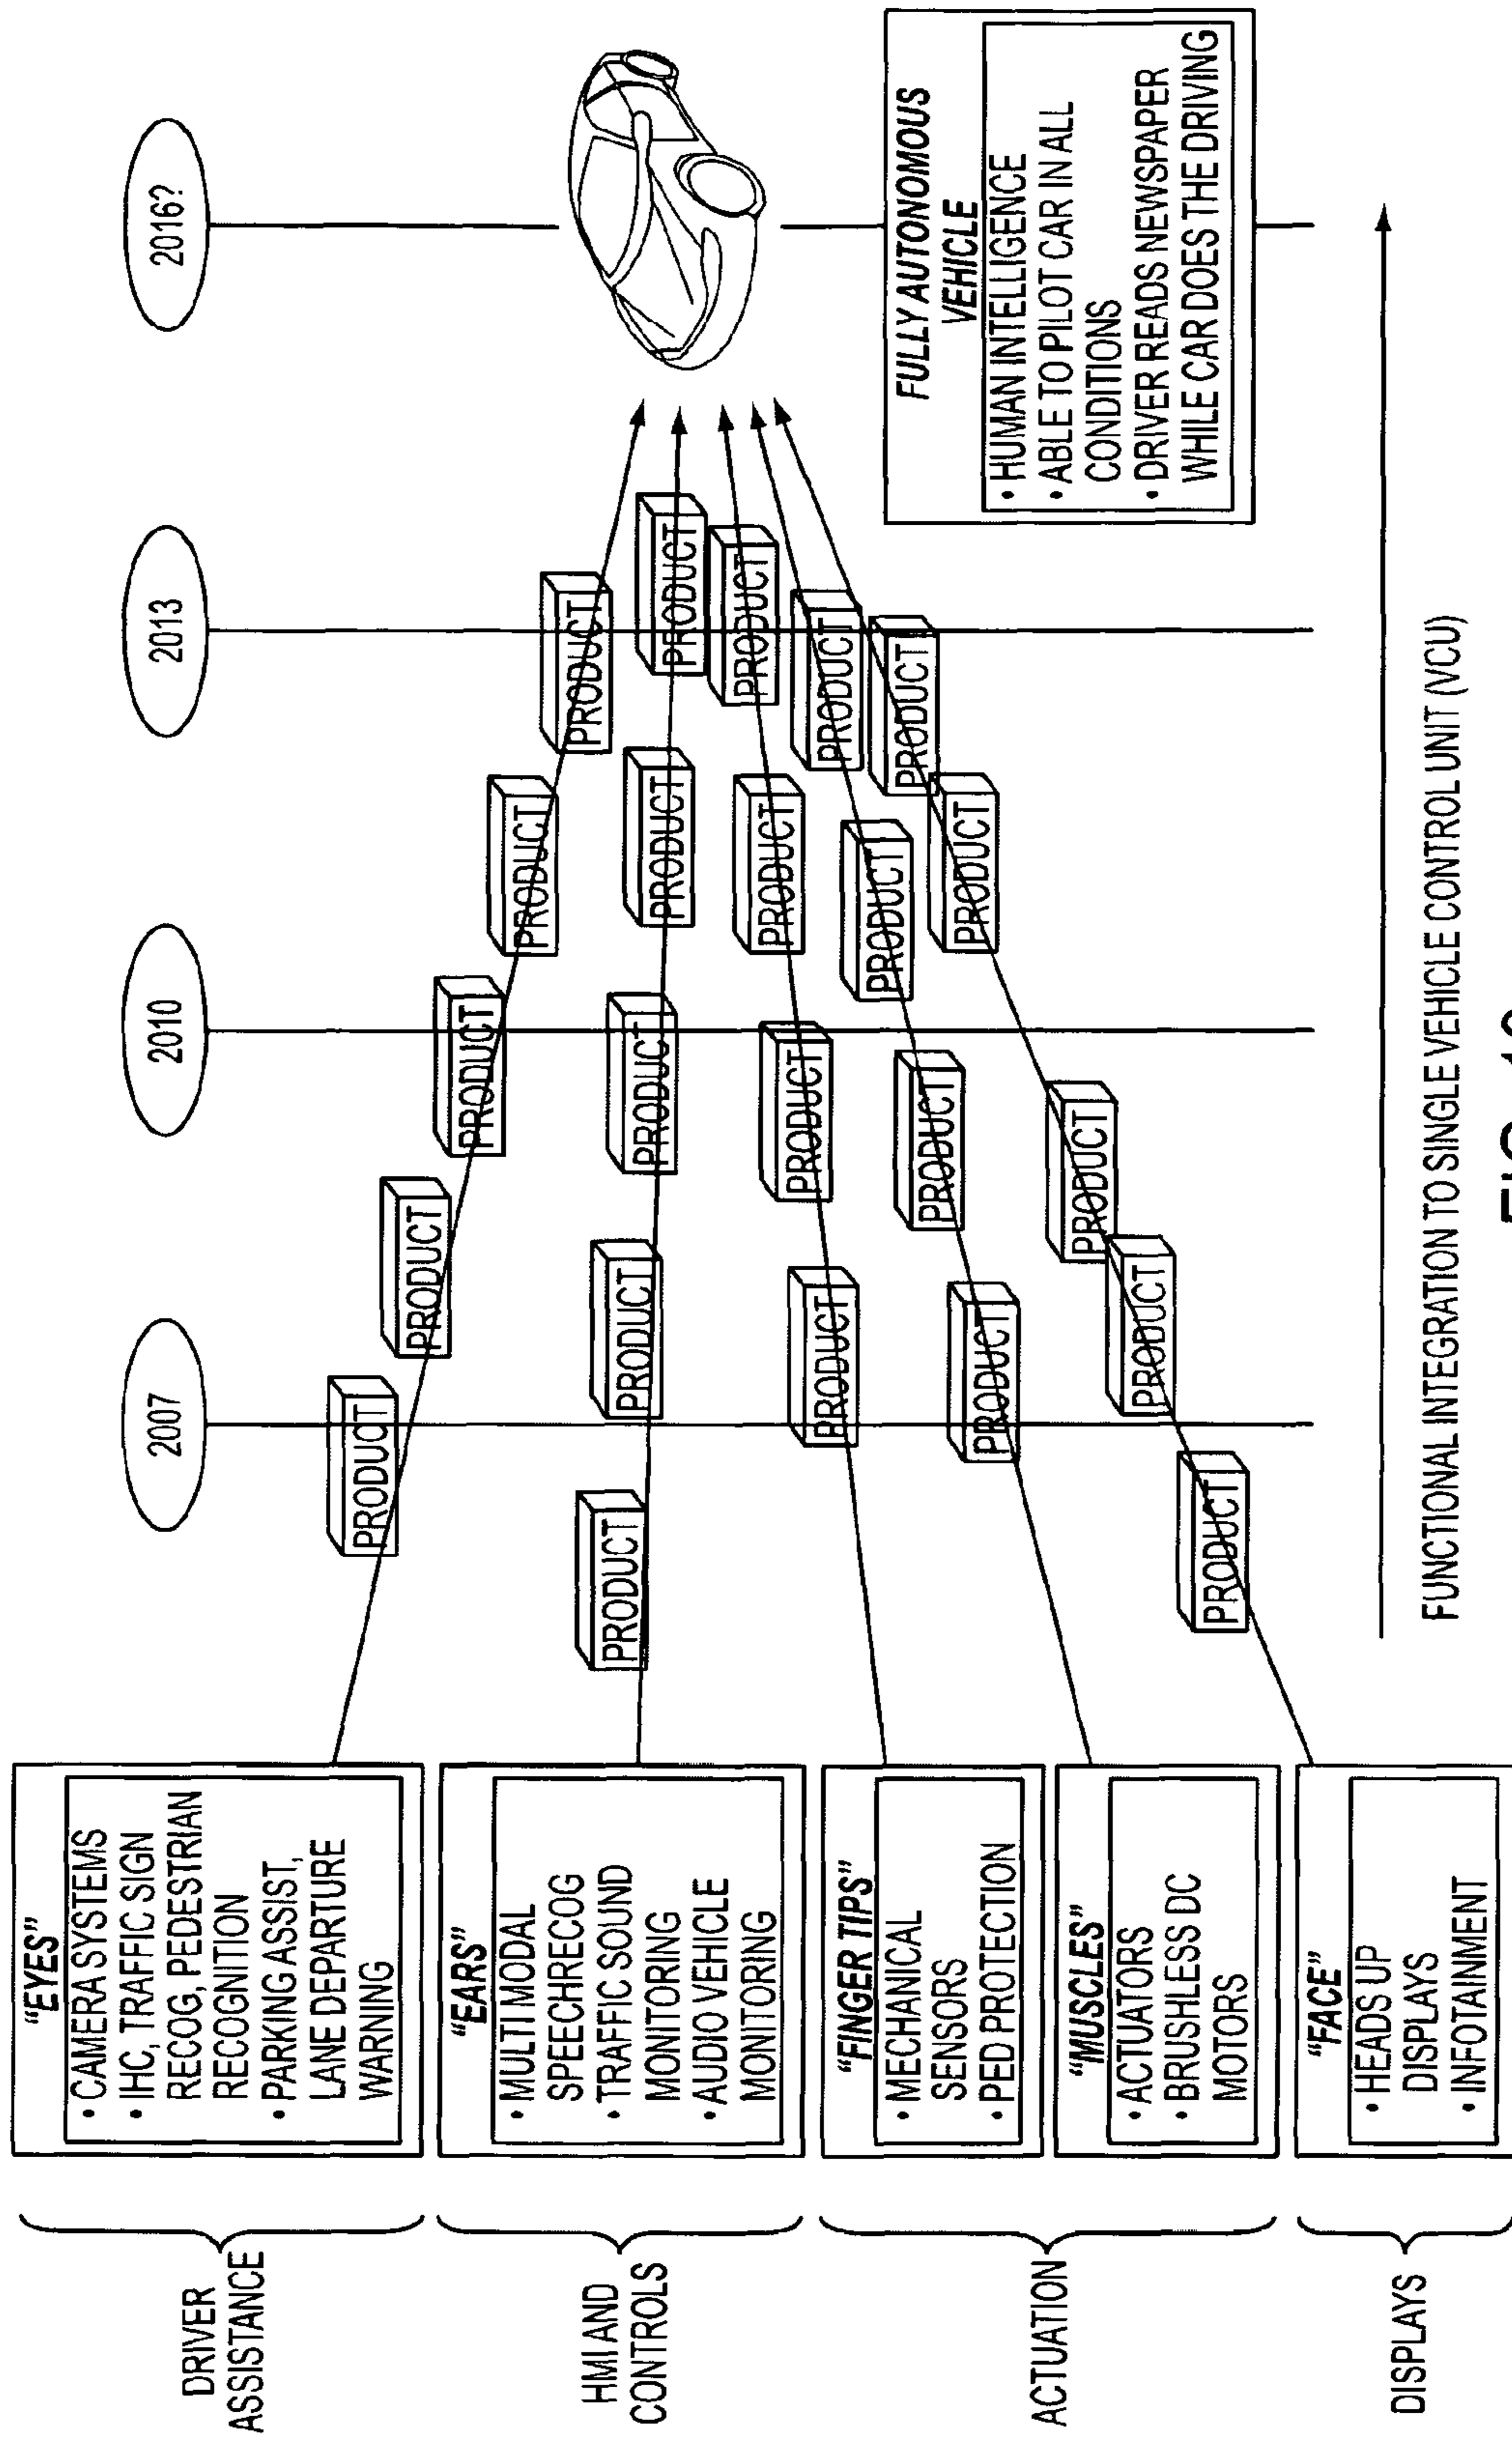 2007
2010
2013
2016?
DRIVER
ASSISTANCE
"EYES"
• CAMERA SYSTEMS
• IHC, TRAFFIC SIGN
RECOG, PEDESTRIAN
RECOGNITION
• PARKING ASSIST,
LANE DEPARTURE
WARNING
PRODUCT
PRODUCT
PRODUCT
PRODUCT
PRODUCT
HMI AND
CONTROLS
"EARS"
• MULTI MODAL
SPEECHRECOG
• TRAFFIC SOUND
MONITORING
• AUDIO VEHICLE
MONITORING
PRODUCT
PRODUCT
PRODUCT
PRODUCT
PRODUCT
ACTUATION
"FINGER TIPS"
• MECHANICAL
SENSORS
• PED PROTECTION
PRODUCT
PRODUCT
PRODUCT
PRODUCT
"MUSCLES"
• ACTUATORS
• BRUSHLESS DC
MOTORS
PRODUCT
PRODUCT
PRODUCT
PRODUCT
DISPLAYS
"FACE"
• HEADS UP
DISPLAYS
• INFOTAINMENT
PRODUCT
PRODUCT
PRODUCT
PRODUCT
PRODUCT
FULLY AUTONOMOUS
VEHICLE
• HUMAN INTELLIGENCE
• ABLE TO PILOT CAR IN ALL
CONDITIONS
• DRIVER READS NEWSPAPER
WHILE CAR DOES THE DRIVING
FUNCTIONAL INTEGRATION TO SINGLE VEHICLE CONTROL UNIT (VCU)